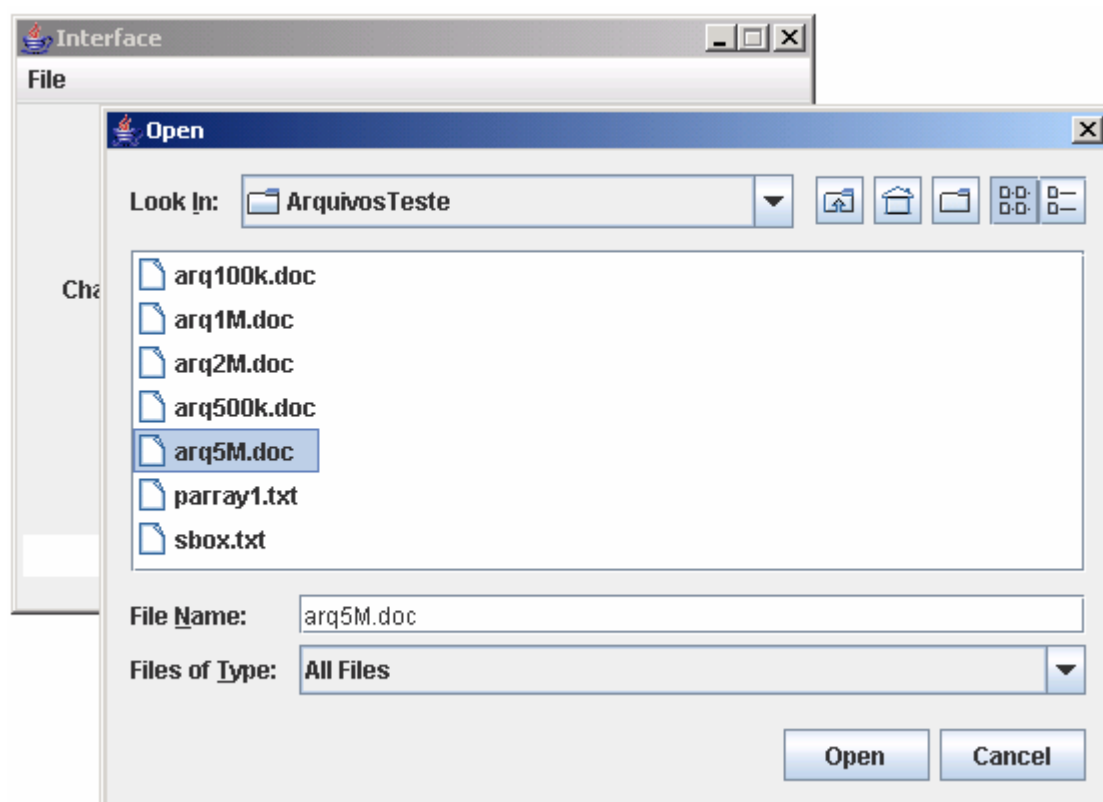 Interface
File
Open
Look In: ArquivosTeste
arq100k.doc
Cha
arq1M.doc
arq2M.doc
arq500k.doc
arq5M.doc
parray1.txt
sbox.txt
File Name: arq5M.doc
Files of Type: All Files
Open Cancel